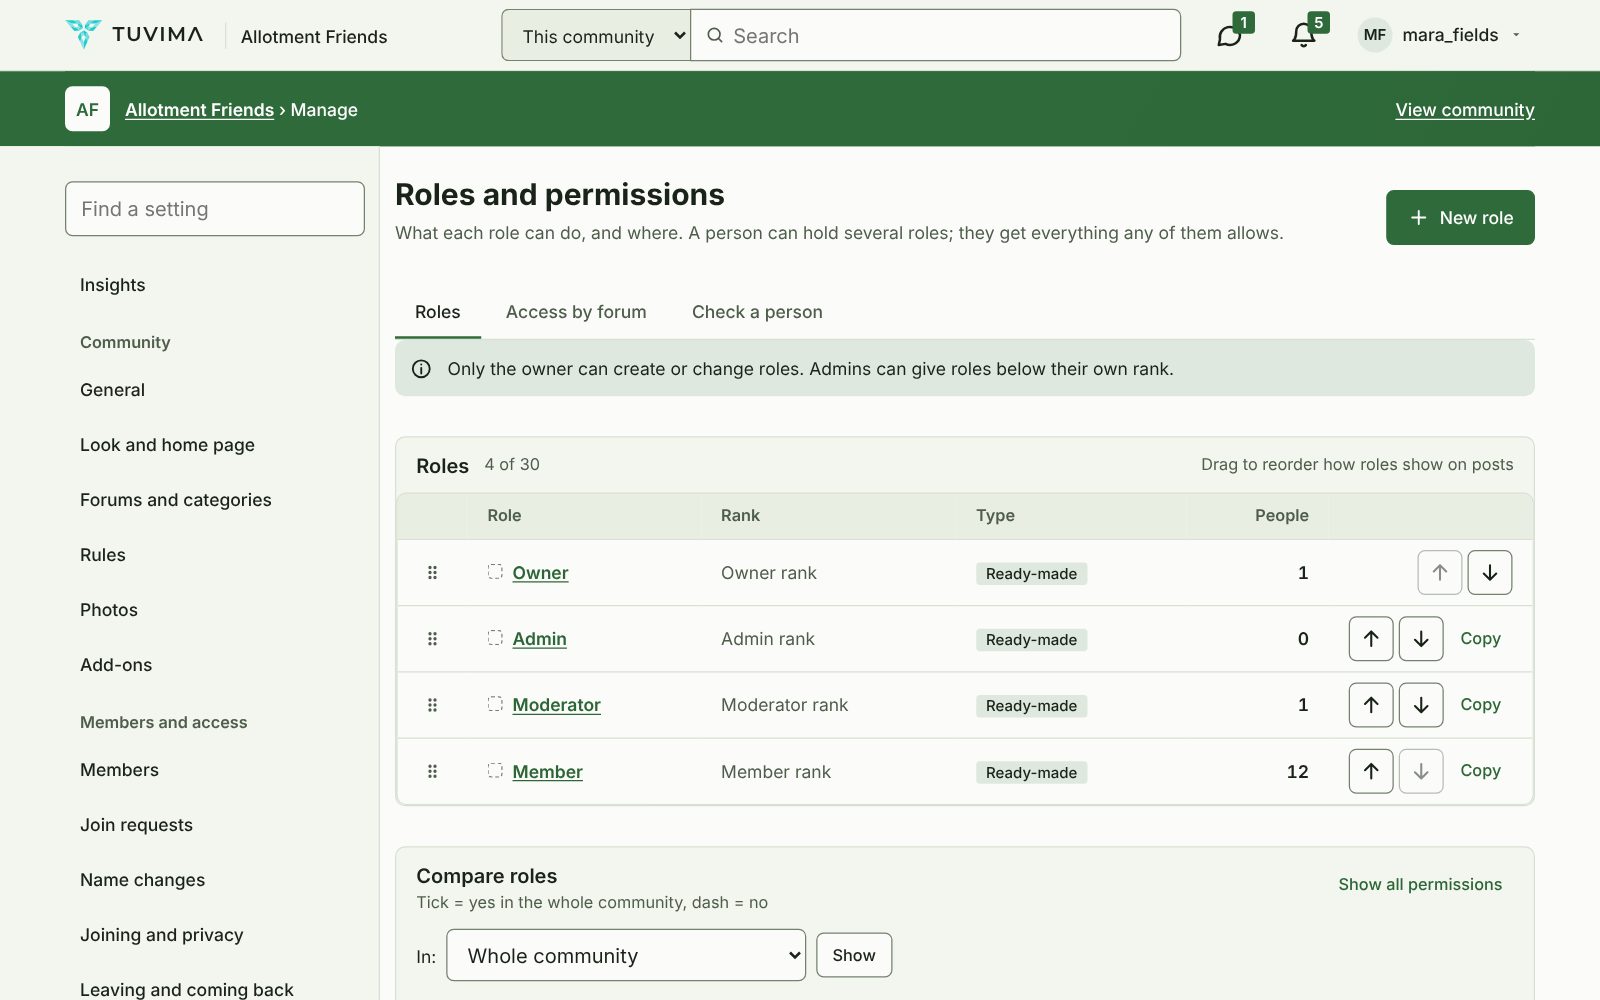 TUVIMA
Allotment Friends
This community
Search
1
5
MF
mara_fields
AF
Allotment Friends › Manage
View community
Find a setting
Insights
Community
General
Look and home page
Forums and categories
Rules
Photos
Add-ons
Members and access
Members
Join requests
Name changes
Joining and privacy
Leaving and coming back
Roles and permissions
What each role can do, and where. A person can hold several roles; they get everything any of them allows.
+ New role
Roles
Access by forum
Check a person
Only the owner can create or change roles. Admins can give roles below their own rank.
Roles 4 of 30
Drag to reorder how roles show on posts
Role Rank Type People
Owner Owner rank Ready-made 1
Admin Admin rank Ready-made 0 Copy
Moderator Moderator rank Ready-made 1 Copy
Member Member rank Ready-made 12 Copy
Compare roles
Tick = yes in the whole community, dash = no
Show all permissions
In: Whole community Show